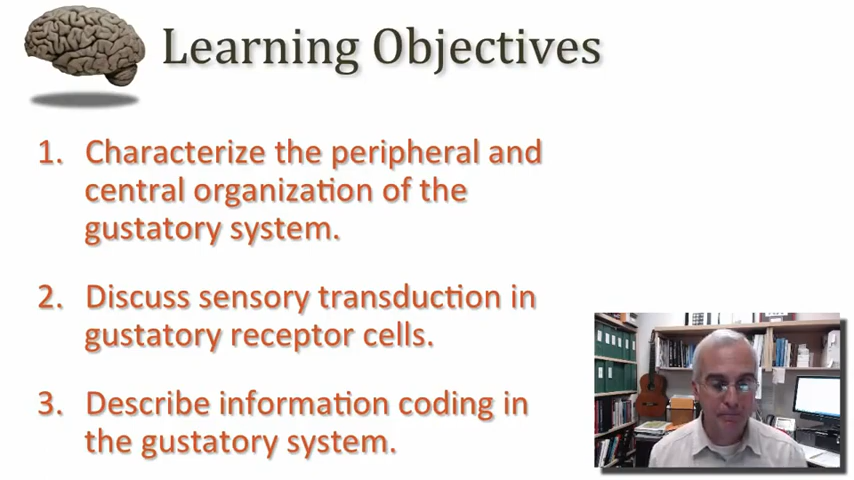 Learning Objectives
1. Characterize the peripheral and
central organization of the
gustatory system.
2. Discuss sensory transduction in
gustatory receptor cells.
3. Describe information coding in
the gustatory system.